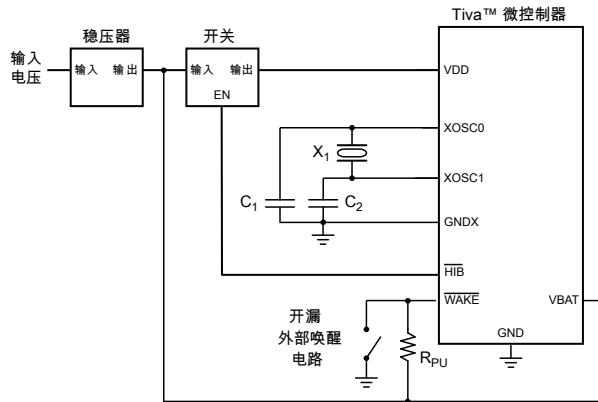 Tiva™ 微控制器
稳压器
开关
输入
电压
输入
输出
输入
输出
EN
VDD
XOSC0
X1
XOSC1
C1
C2
GNDX
HIB
WAKE
VBAT
开漏
外部唤醒
电路
RPU
GND